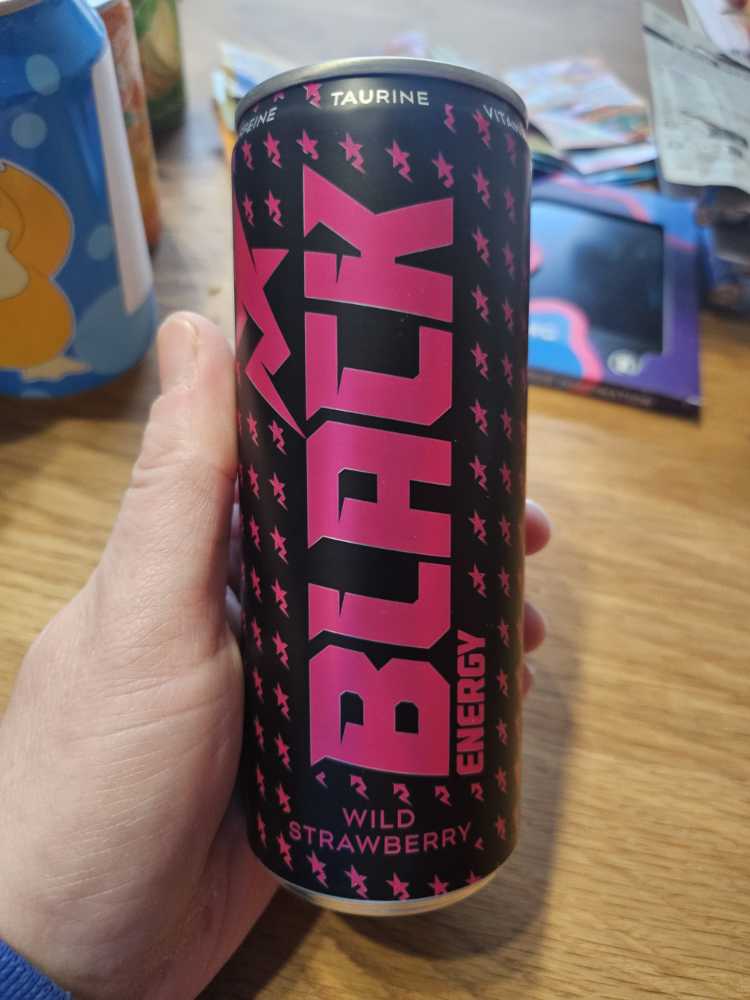 TAURINE
BLACK
ENERGY
WILD
STRAWBERRY